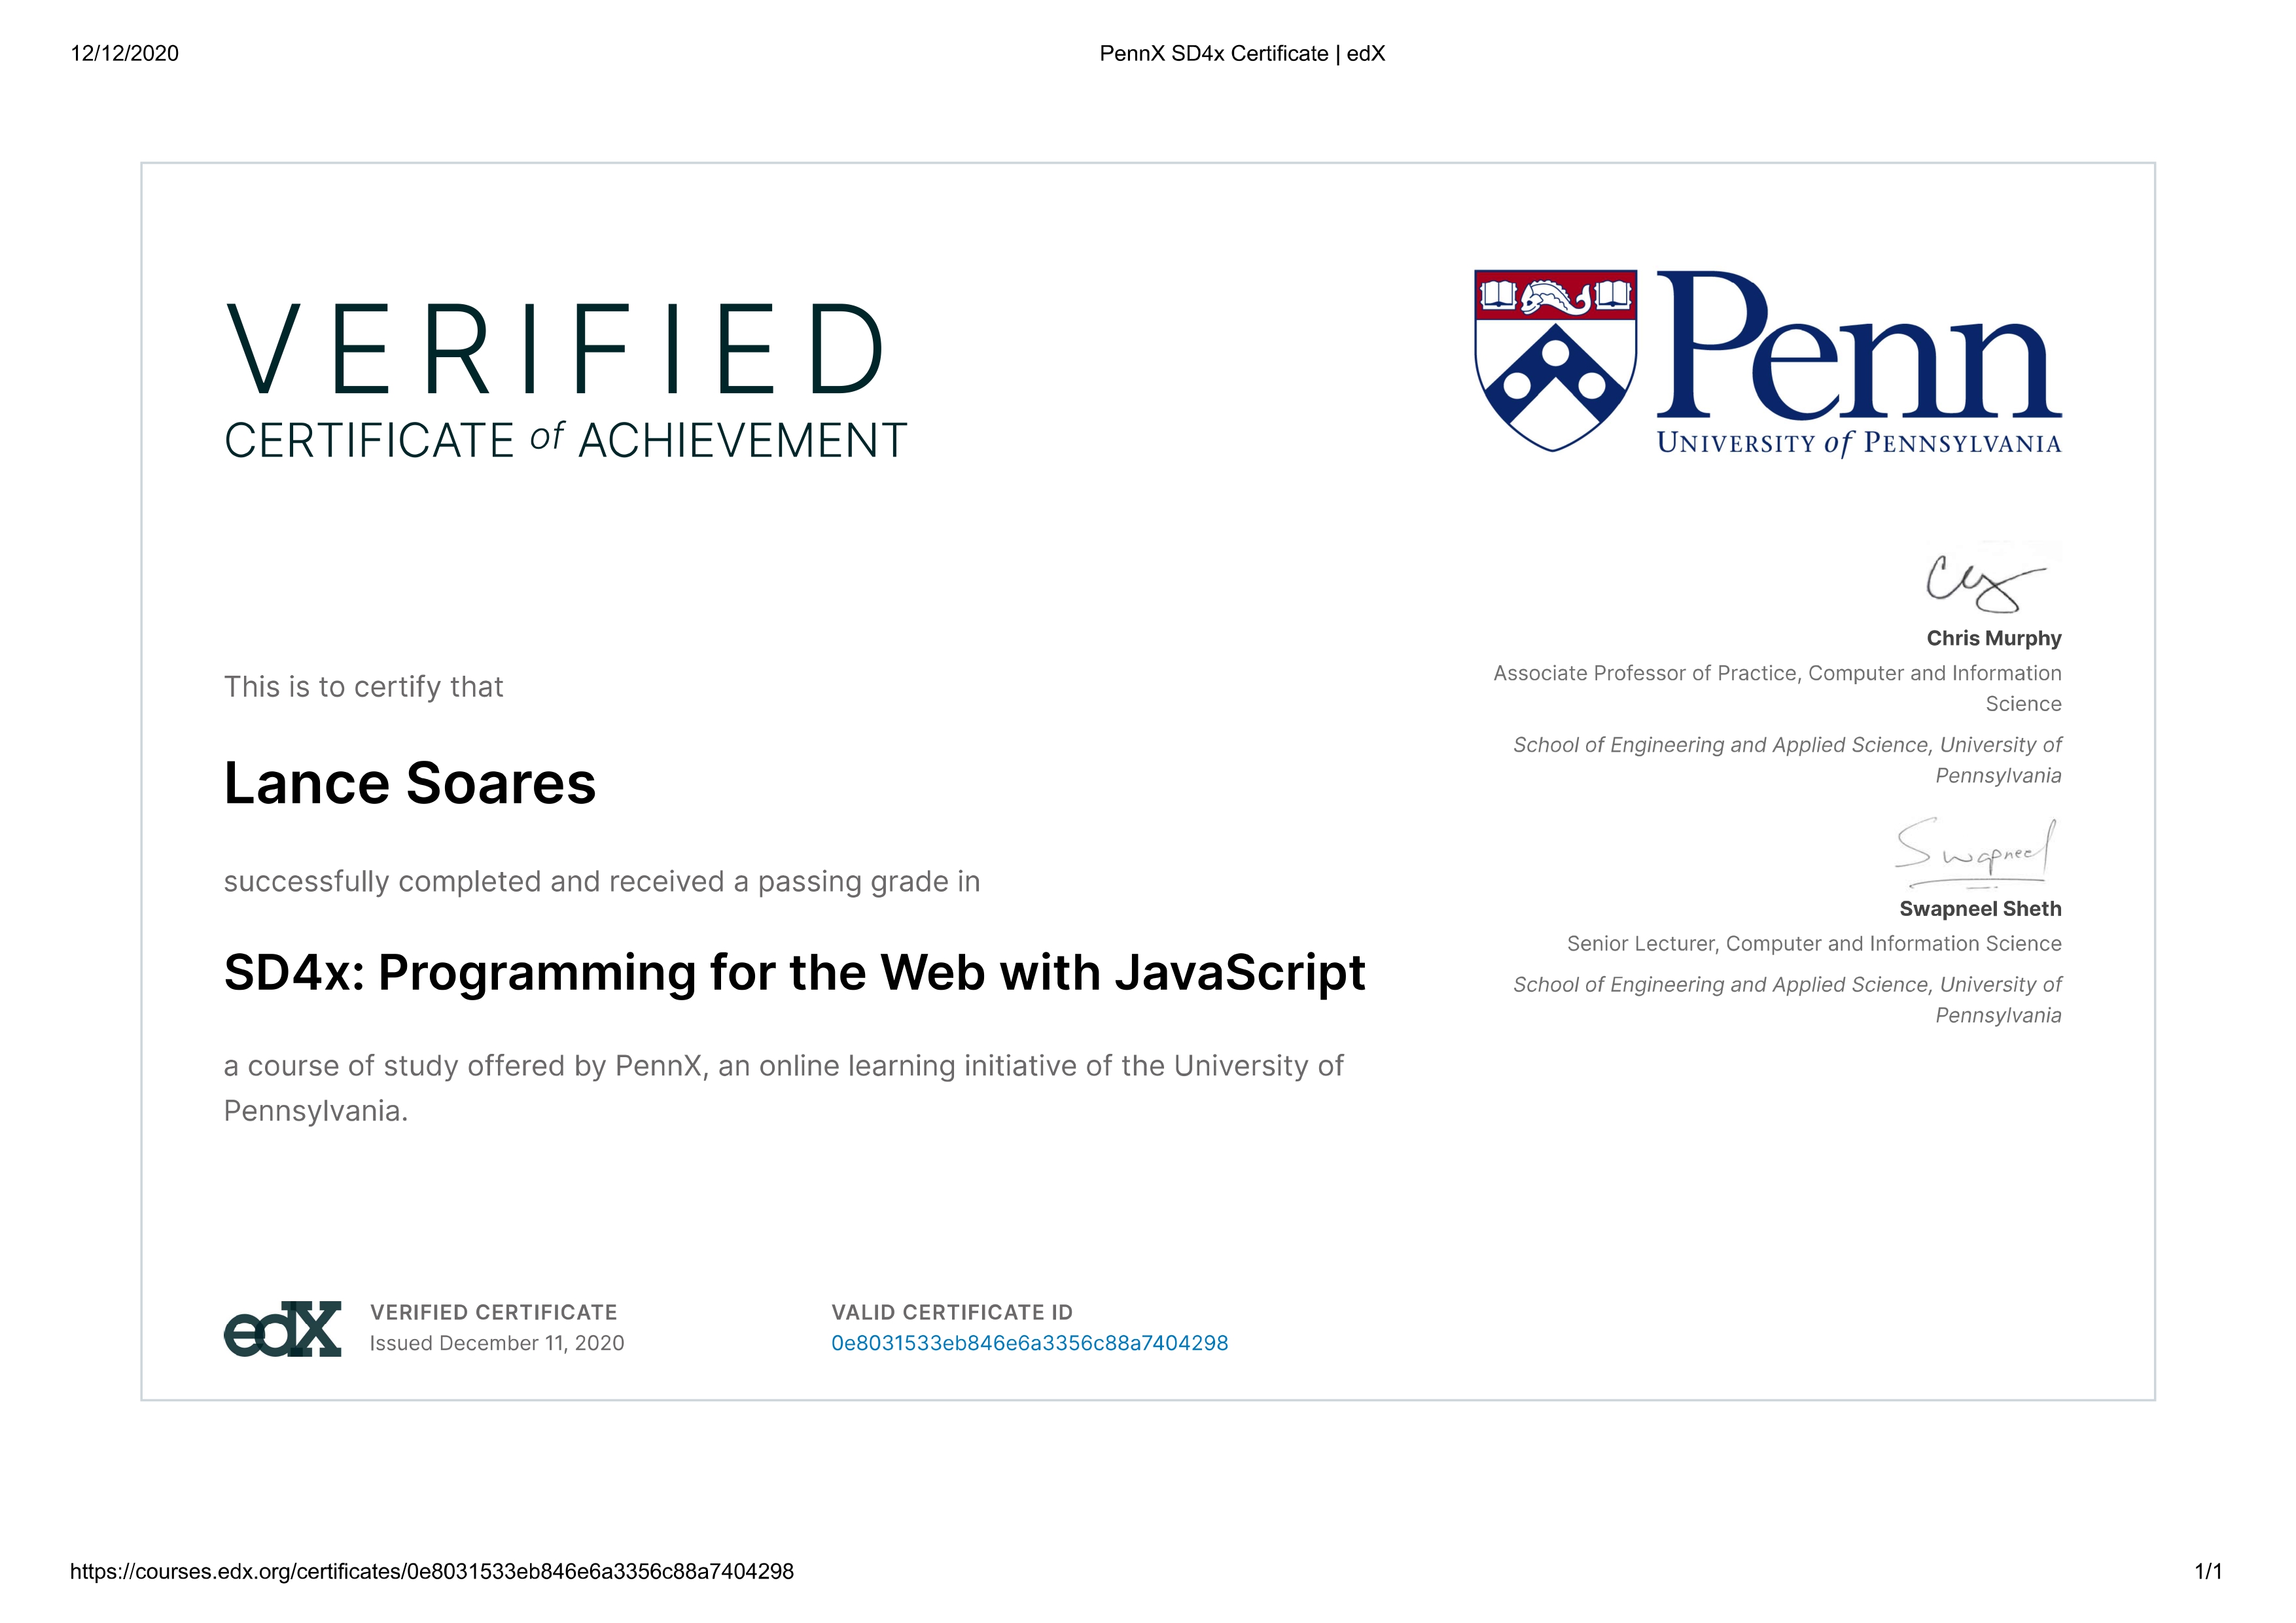 12/12/2020
PennX SD4x Certificate | edX
VERIFIED
CERTIFICATE of ACHIEVEMENT
Penn
UNIVERSITY of PENNSYLVANIA
This is to certify that
Lance Soares
successfully completed and received a passing grade in
SD4x: Programming for the Web with JavaScript
a course of study offered by PennX, an online learning initiative of the University of
Pennsylvania.
Chris Murphy
Associate Professor of Practice, Computer and Information
Science
School of Engineering and Applied Science, University of
Pennsylvania
Swapneel
Swapneel Sheth
Senior Lecturer, Computer and Information Science
School of Engineering and Applied Science, University of
Pennsylvania
edX
VERIFIED CERTIFICATE
Issued December 11, 2020
VALID CERTIFICATE ID
0e8031533eb846e6a3356c88a7404298
https://courses.edx.org/certificates/0e8031533eb846e6a3356c88a7404298
1/1